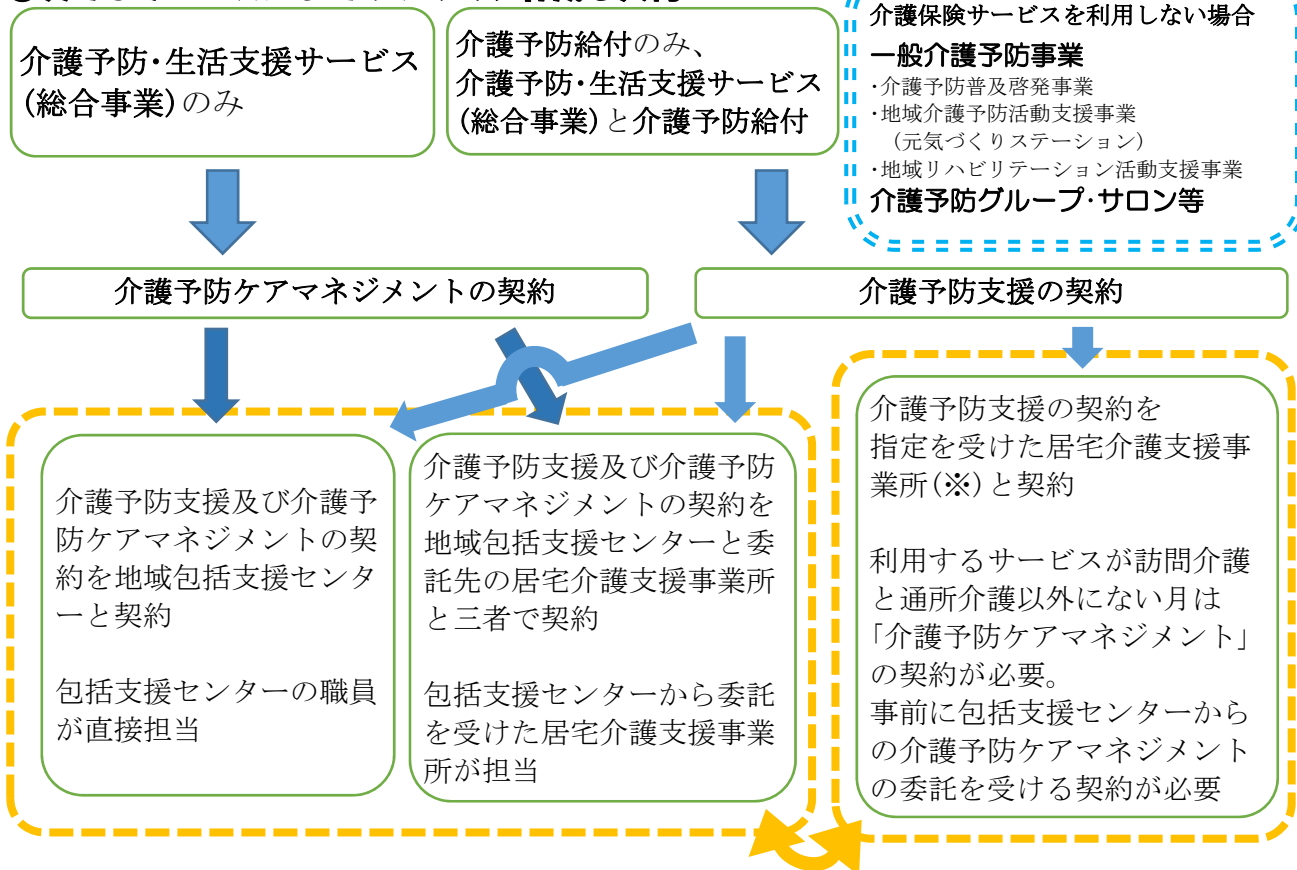 介護予防・生活支援サービス
(総合事業)のみ
介護予防給付のみ、
介護予防・生活支援サービス
(総合事業)と介護予防給付
介護保険サービスを利用しない場合
一般介護予防事業
・介護予防普及啓発事業
・地域介護予防活動支援事業
（元気づくりステーション）
・地域リハビリテーション活動支援事業
介護予防グループ・サロン等
介護予防ケアマネジメントの契約
介護予防支援の契約
介護予防支援及び介護予
防ケアマネジメントの契
約を地域包括支援センタ
ーと契約
包括支援センターの職員
が直接担当
介護予防支援及び介護予防
ケアマネジメントの契約を
地域包括支援センターと委
託先の居宅介護支援事業所
と三者で契約
包括支援センターから委託
を受けた居宅介護支援事業
所が担当
介護予防支援の契約を
指定を受けた居宅介護支援事
業所(※)と契約
利用するサービスが訪問介護
と通所介護以外にない月は
「介護予防ケアマネジメント」
の契約が必要。
事前に包括支援センターから
の介護予防ケアマネジメント
の委託を受ける契約が必要